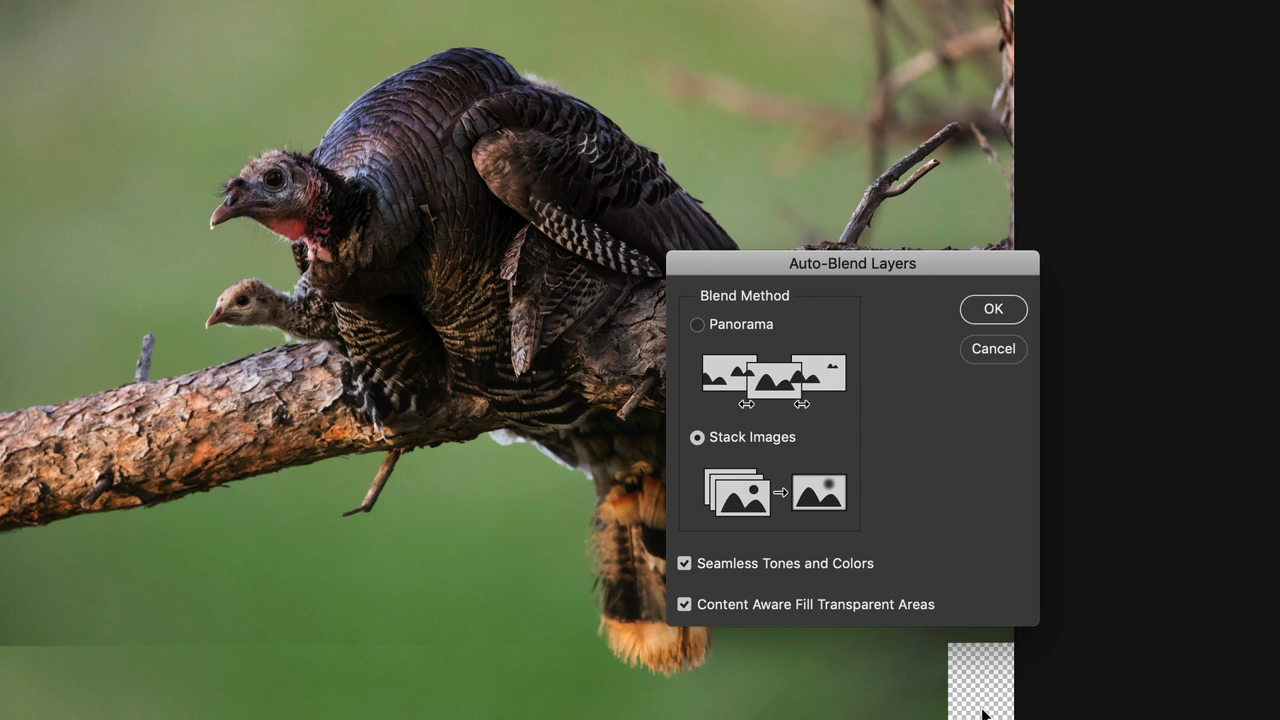 Auto-Blend Layers
Blend Method
Panorama
Stack Images
Seamless Tones and Colors
Content Aware Fill Transparent Areas
OK
Cancel